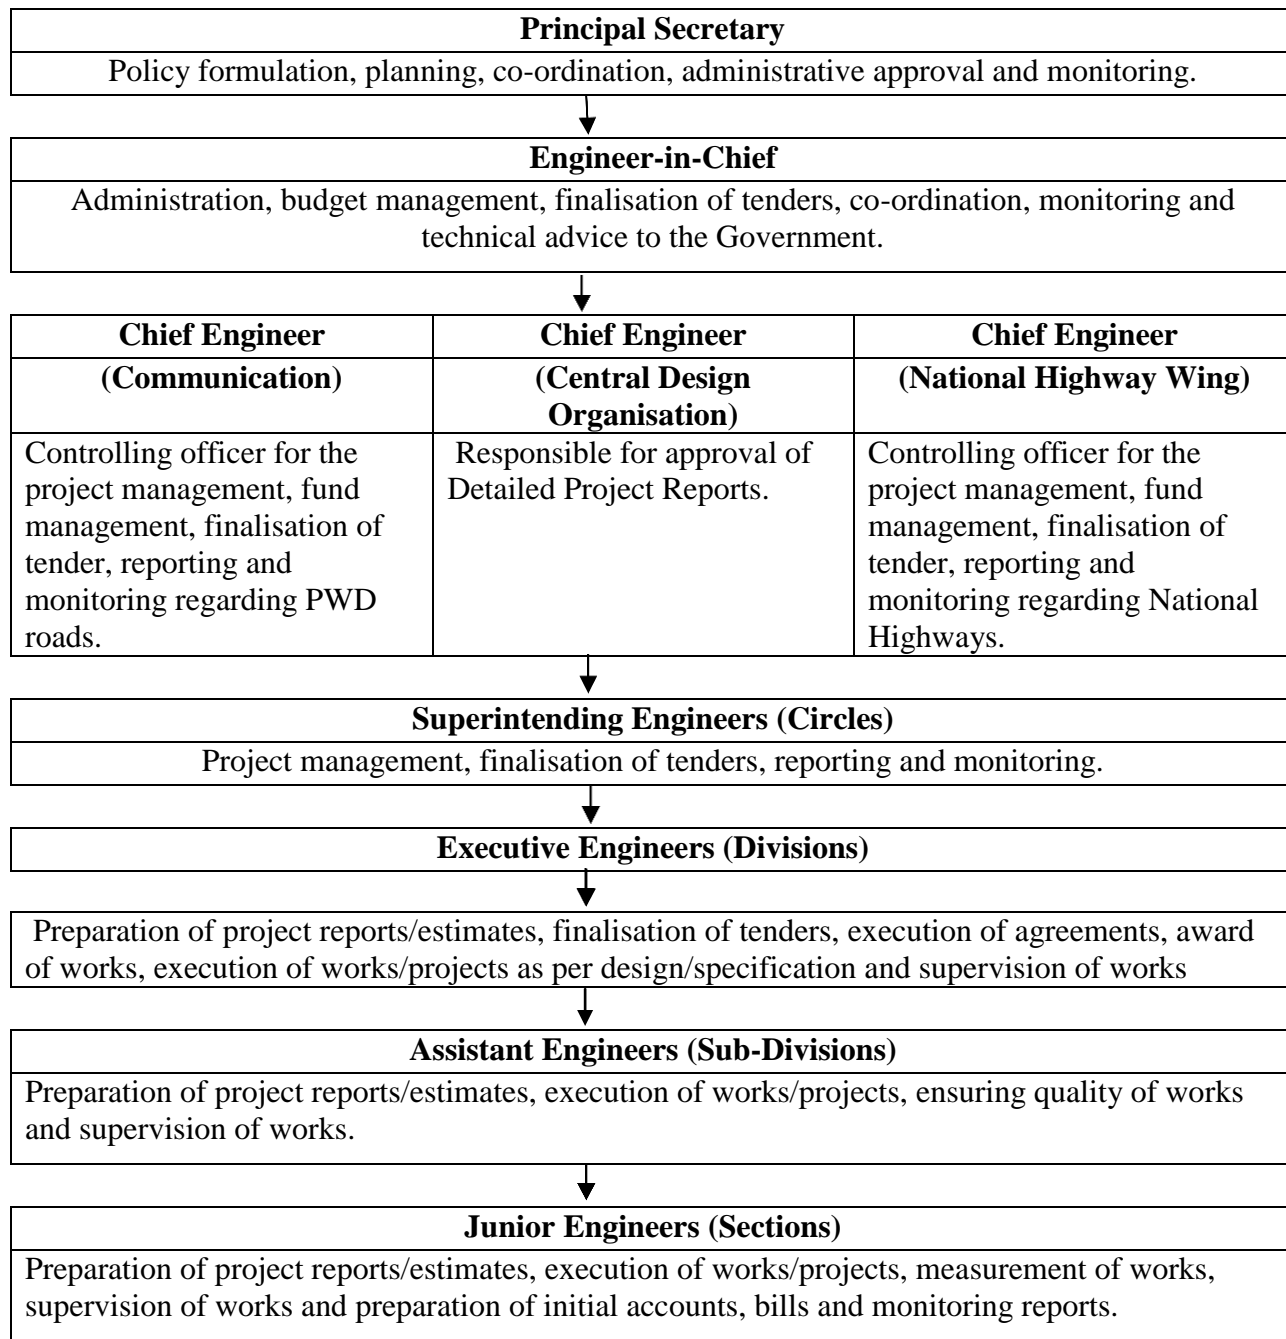 Principal Secretary
Policy formulation, planning, co-ordination, administrative approval and monitoring.
Engineer-in-Chief
Administration, budget management, finalisation of tenders, co-ordination, monitoring and
technical advice to the Government.
Chief Engineer
(Communication)
Controlling officer for the
project management, fund
management, finalisation of
tender, reporting and
monitoring regarding PWD
roads.
Chief Engineer
(Central Design
Organisation)
Responsible for approval of
Detailed Project Reports.
Chief Engineer
(National Highway Wing)
Controlling officer for the
project management, fund
management, finalisation of
tender, reporting and
monitoring regarding National
Highways.
Superintending Engineers (Circles)
Project management, finalisation of tenders, reporting and monitoring.
Executive Engineers (Divisions)
Preparation of project reports/estimates, finalisation of tenders, execution of agreements, award
of works, execution of works/projects as per design/specification and supervision of works
Assistant Engineers (Sub-Divisions)
Preparation of project reports/estimates, execution of works/projects, ensuring quality of works
and supervision of works.
Junior Engineers (Sections)
Preparation of project reports/estimates, execution of works/projects, measurement of works,
supervision of works and preparation of initial accounts, bills and monitoring reports.